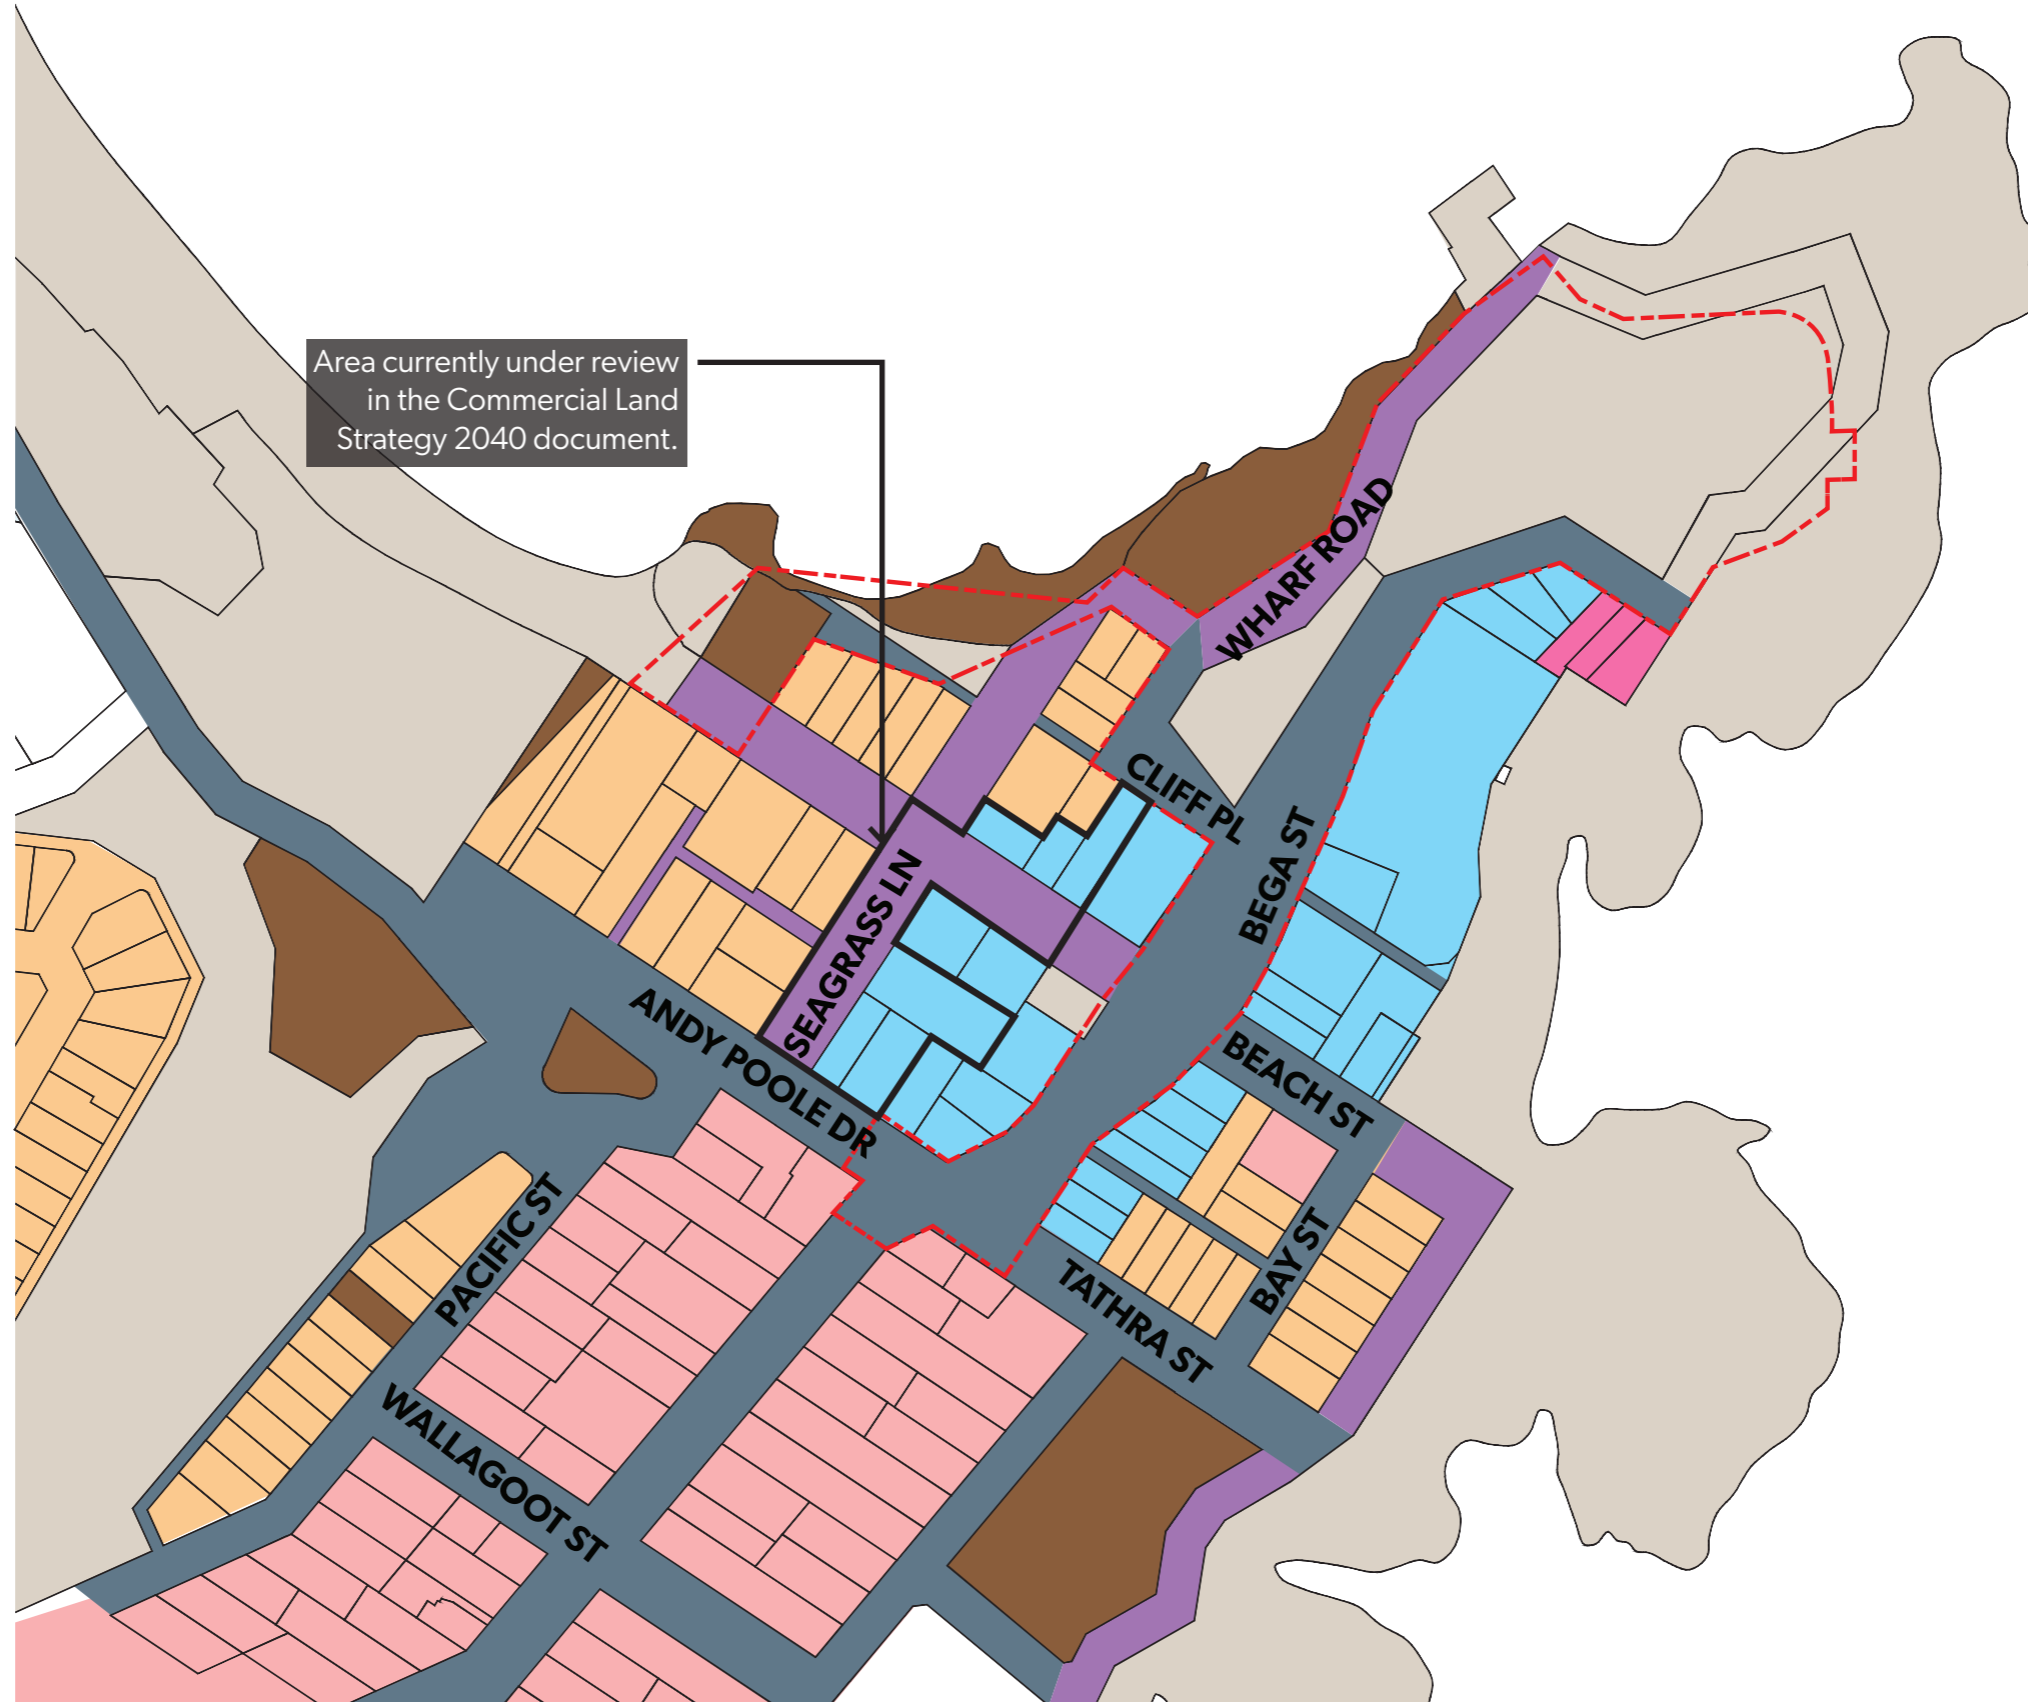 Area currently under review
in the Commercial Land
Strategy 2040 document.
WHARF ROAD
CLIFF PL
BEGA ST
SEAGRASS LN
ANDY POOLE DR
BEACH ST
PACIFIC ST
BAY ST
TATHRA ST
WALLAGOOT ST